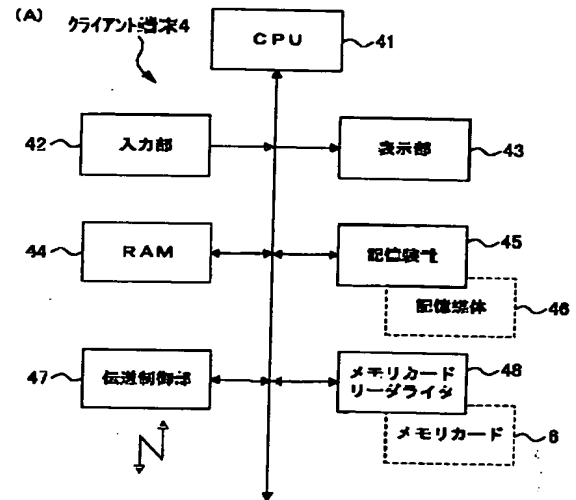 (A)
クライアント端末4
CPU
41
42
入力部
表示部
43
44
RAM
記憶装置
45
記憶媒体
46
47
伝送制御部
メモリカード
リーダライタ
48
メモリカード
6